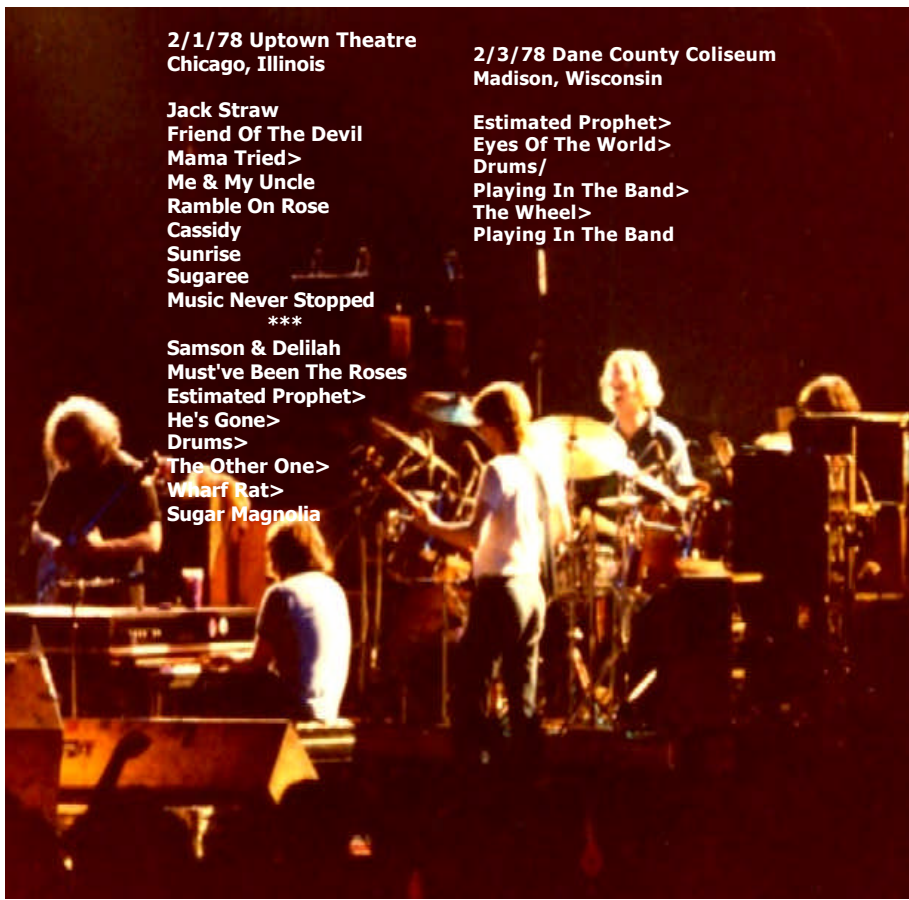 2/1/78 Uptown Theatre
Chicago, Illinois
Jack Straw
Friend Of The Devil
Mama Tried>
Me & My Uncle
Ramble On Rose
Cassidy
Sunrise
Sugaree
Music Never Stopped
***
Samson & Delilah
Must've Been The Roses
Estimated Prophet>
He's Gone>
Drums>
The Other One>
Wharf Rat>
Sugar Magnolia
2/3/78 Dane County Coliseum
Madison, Wisconsin
Estimated Prophet>
Eyes Of The World>
Drums/
Playing In The Band>
The Wheel>
Playing In The Band